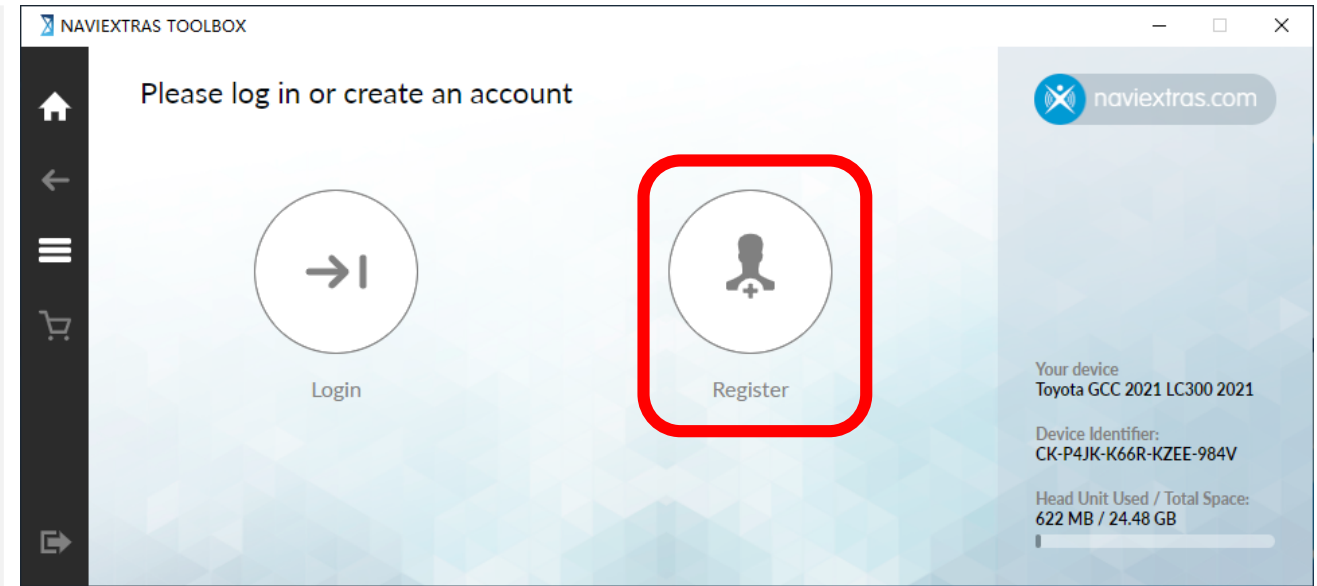 NAVIEXTRAS TOOLBOX
Please log in or create an account
naviextras.com
Login
Register
Your device
Toyota GCC 2021 LC300 2021
Device Identifier:
CK-P4JK-K66R-KZEE-984V
Head Unit Used / Total Space:
622 MB / 24.48 GB